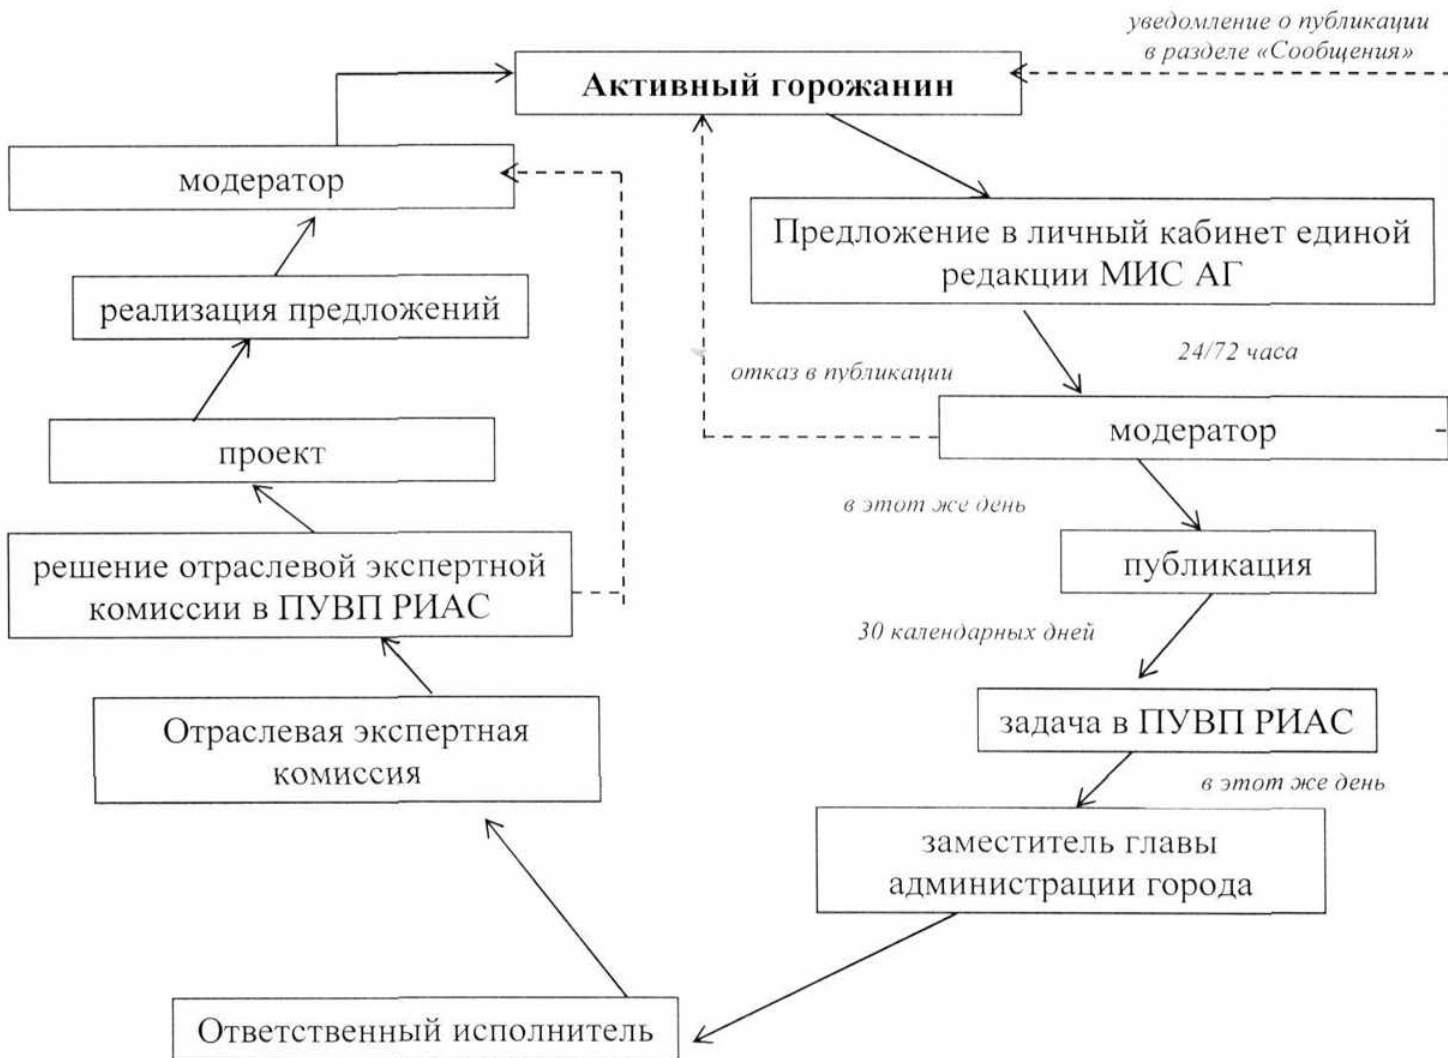 уведомление о публикации
в разделе «Сообщения»
Активный горожанин
модератор
Предложение в личный кабинет единой
редакции МИС АГ
реализация предложений
24/72 часа
отказ в публикации
модератор
проект
в этот же день
решение отраслевой экспертной
комиссии в ПУВП РИАС
публикация
30 календарных дней
Отраслевая экспертная
комиссия
задача в ПУВП РИАС
в этот же день
заместитель главы
администрации города
Ответственный исполнитель